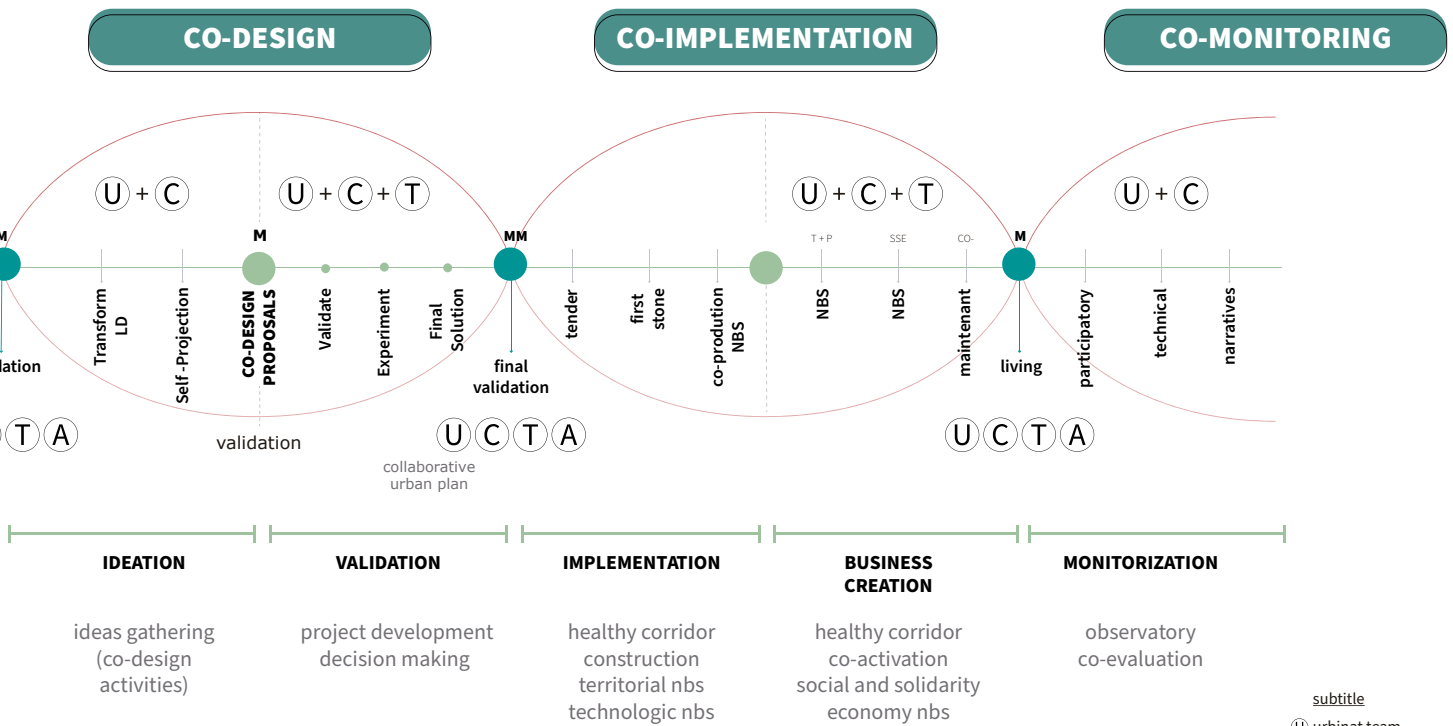 CO-DESIGN
CO-IMPLEMENTATION
CO-MONITORING
U + C
U + C + T
U + C + T
U + C
M
M
MM
M
T + P
SSE
CO-
Transform
LD
Self -Projection
CO-DESIGN
PROPOSALS
Validate
Experiment
Final
Solution
tender
first
stone
co-prodution
NBS
NBS
NBS
maintenant
participatory
technical
narratives
dation
final
validation
living
T A
validation
U C T A
U C T A
collaborative
urban plan
IDEATION
VALIDATION
IMPLEMENTATION
BUSINESS
CREATION
MONITORIZATION
ideas gathering
(co-design
activities)
project development
decision making
healthy corridor
construction
territorial nbs
technologic nbs
healthy corridor
co-activation
social and solidarity
economy nbs
observatory
co-evaluation
subtitle
U urbinat team